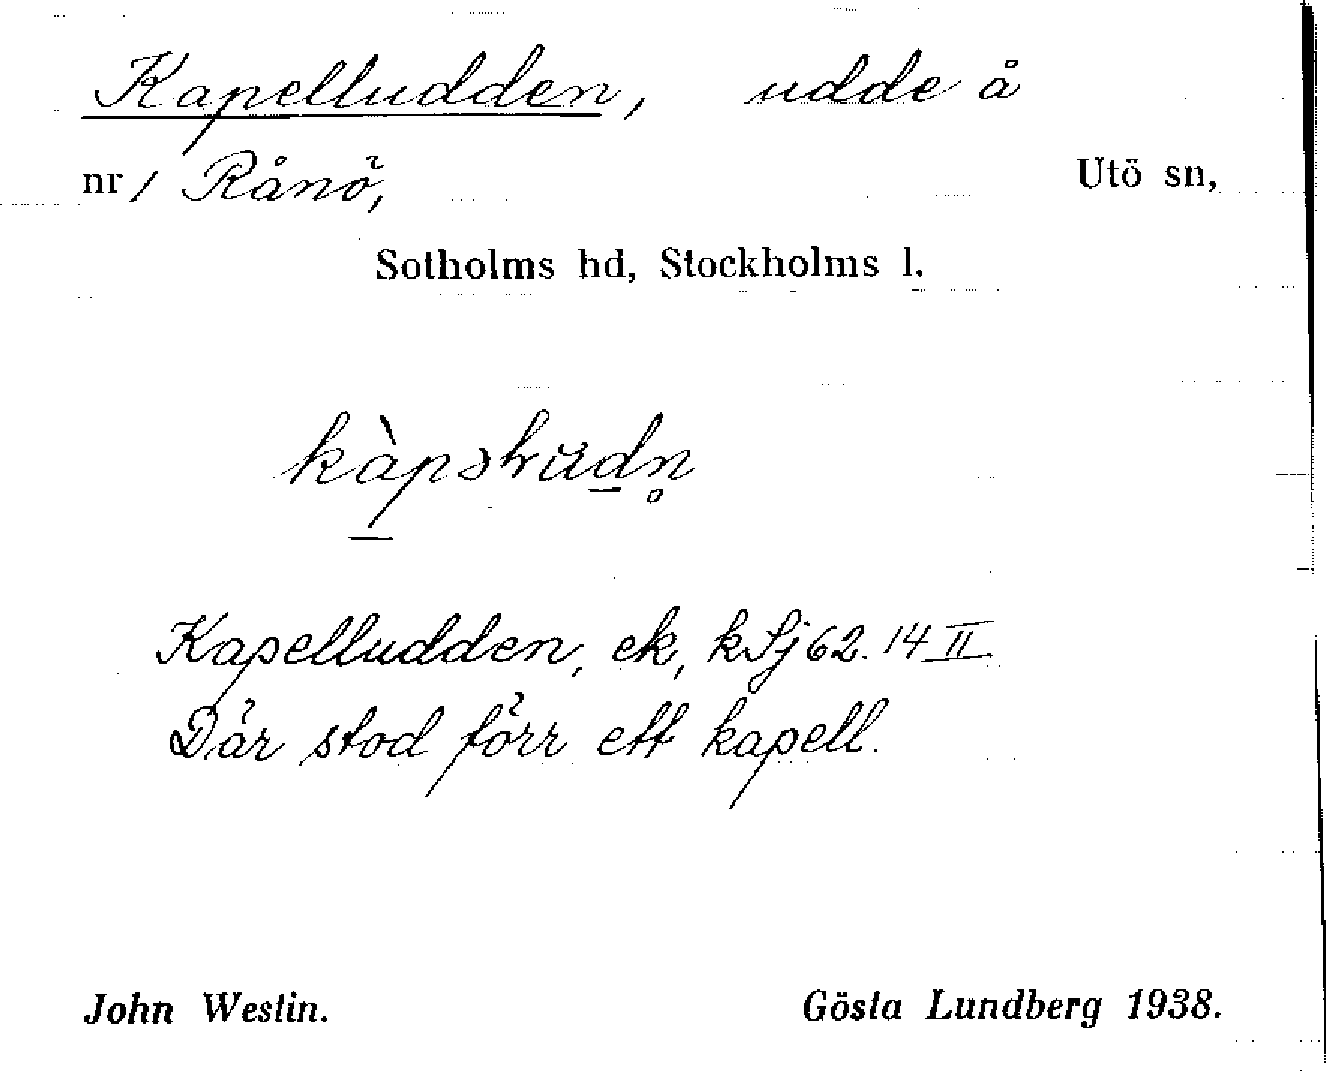 Kapelludden, udde å
nr 1 Rånö, Utö sn,
Sotholms hd, Stockholms l.
Kapelludden, ek, kSj 62. 14 II
Där stod förr ett kapell.
John Westin. Gösta Lundberg 1938.